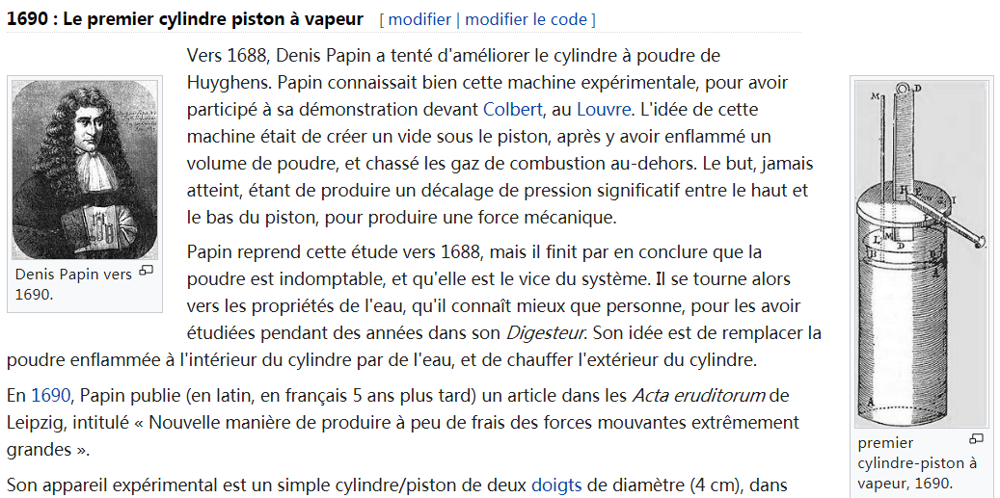 1690 : Le premier cylindre piston à vapeur [ modifier | modifier le code ]
Vers 1688, Denis Papin a tenté d'améliorer le cylindre à poudre de
Huyghens. Papin connaissait bien cette machine expérimentale, pour avoir
participé à sa démonstration devant Colbert, au Louvre. L'idée de cette
machine était de créer un vide sous le piston, après y avoir enflammé un
volume de poudre, et chassé les gaz de combustion au-dehors. Le but, jamais
atteint, étant de produire un décalage de pression significatif entre le haut et
le bas du piston, pour produire une force mécanique.
Denis Papin vers
1690.
Papin reprend cette étude vers 1688, mais il finit par en conclure que la
poudre est indomptable, et qu'elle est le vice du système. Il se tourne alors
vers les propriétés de l'eau, qu'il connaît mieux que personne, pour les avoir
étudiées pendant des années dans son Digesteur. Son idée est de remplacer la
poudre enflammée à l'intérieur du cylindre par de l'eau, et de chauffer l'extérieur du cylindre.
En 1690, Papin publie (en latin, en français 5 ans plus tard) un article dans les Acta eruditorum de
Leipzig, intitulé « Nouvelle manière de produire à peu de frais des forces mouvantes extrêmement
grandes ».
Son appareil expérimental est un simple cylindre/piston de deux doigts de diamètre (4 cm), dans
M D
H E G I
L M
D
B B
A
A
premier
cylindre-piston à
vapeur, 1690.